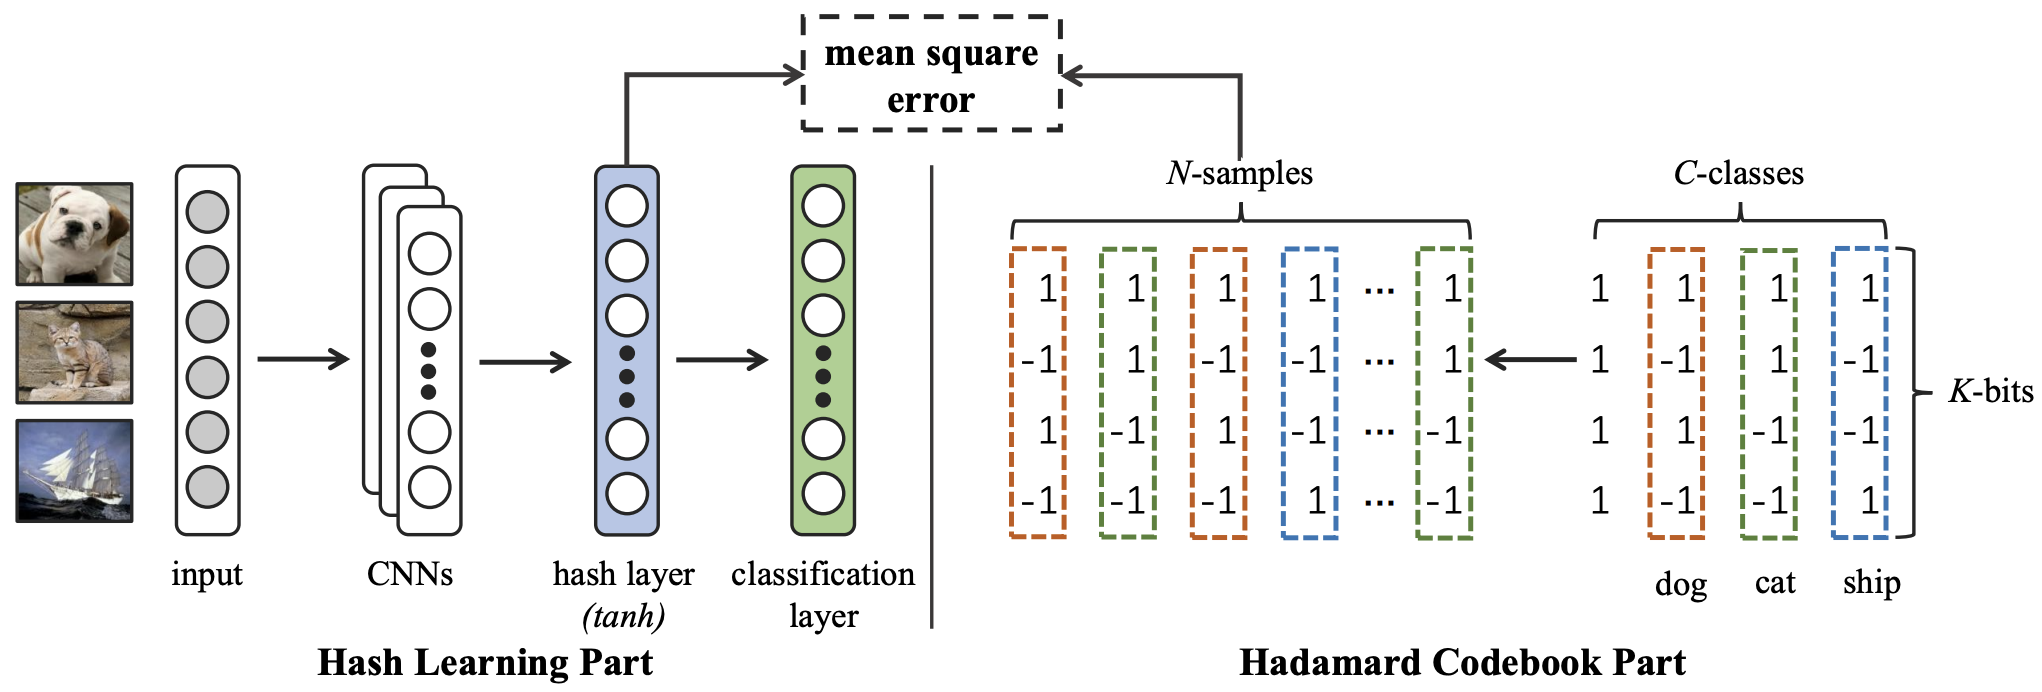 mean square
error
N-samples
C-classes
1 1 1 1 ... 1 1 1 1 1
-1 1 -1 -1 ... 1 1 -1 1 -1
1 -1 1 -1 ... -1 1 1 -1 -1
-1 -1 -1 1 ... -1 1 -1 -1 1
K-bits
dog cat ship
input
CNNs
hash layer
(tanh)
classification
layer
Hash Learning Part
Hadamard Codebook Part